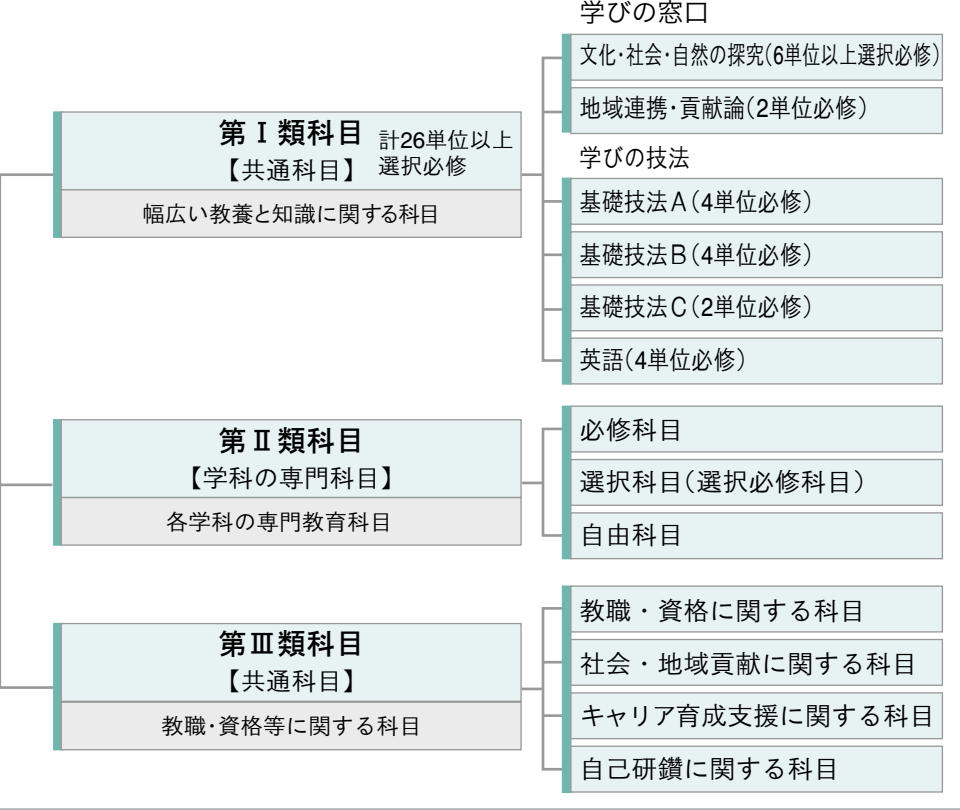 学びの窓口
文化・社会・自然の探究(6単位以上選択必修)
地域連携・貢献論(2単位必修)
第Ⅰ類科目 計26単位以上
【共通科目】 選択必修
幅広い教養と知識に関する科目
学びの技法
基礎技法A(4単位必修)
基礎技法B(4単位必修)
基礎技法C(2単位必修)
英語(4単位必修)
第Ⅱ類科目
【学科の専門科目】
各学科の専門教育科目
必修科目
選択科目(選択必修科目)
自由科目
第Ⅲ類科目
【共通科目】
教職・資格等に関する科目
教職・資格に関する科目
社会・地域貢献に関する科目
キャリア育成支援に関する科目
自己研鑽に関する科目